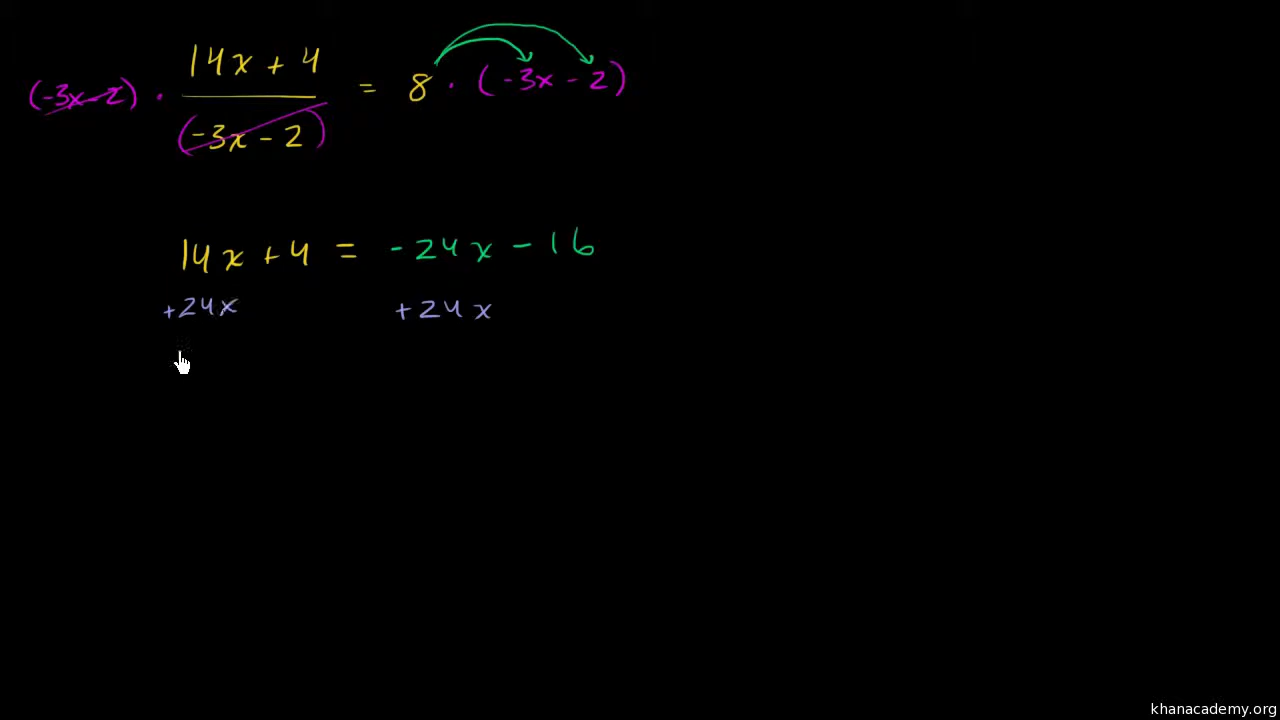 (-3x-2) · 14x + 4 / (-3x - 2) = 8 · (-3x - 2)
14x + 4 = -24x - 16
+24x +24x
khanacademy.org